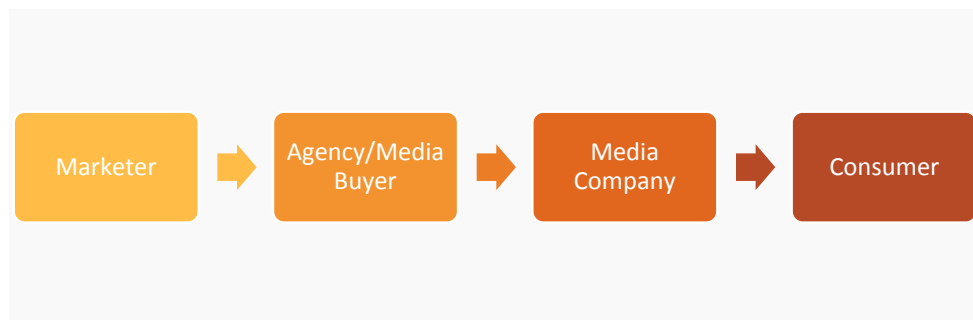 Marketer
Agency/Media
Buyer
Media
Company
Consumer